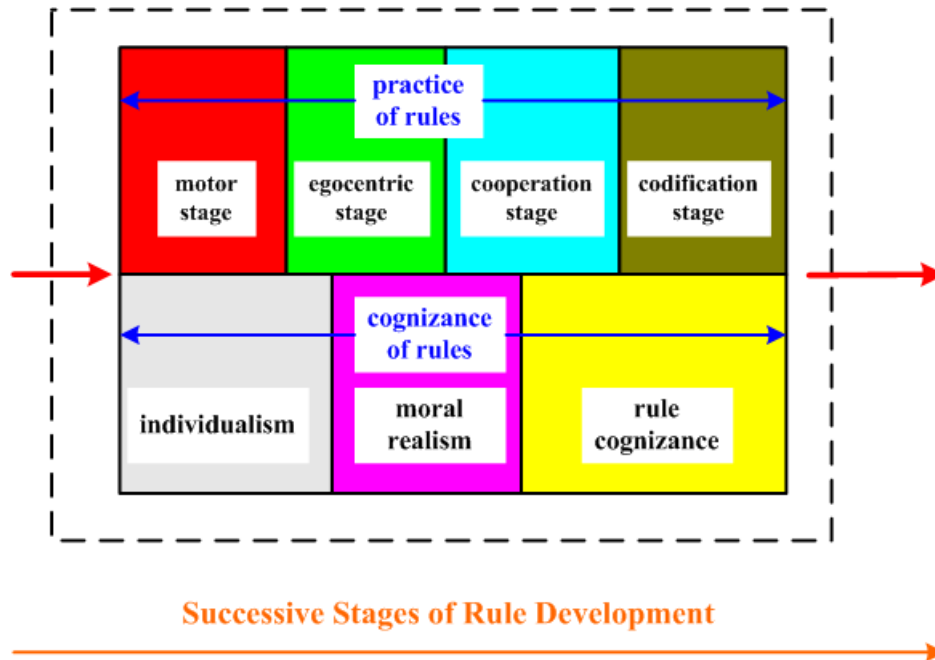 practice
of rules
motor
stage
egocentric
stage
cooperation
stage
codification
stage
cognizance
of rules
individualism
moral
realism
rule
cognizance
Successive Stages of Rule Development